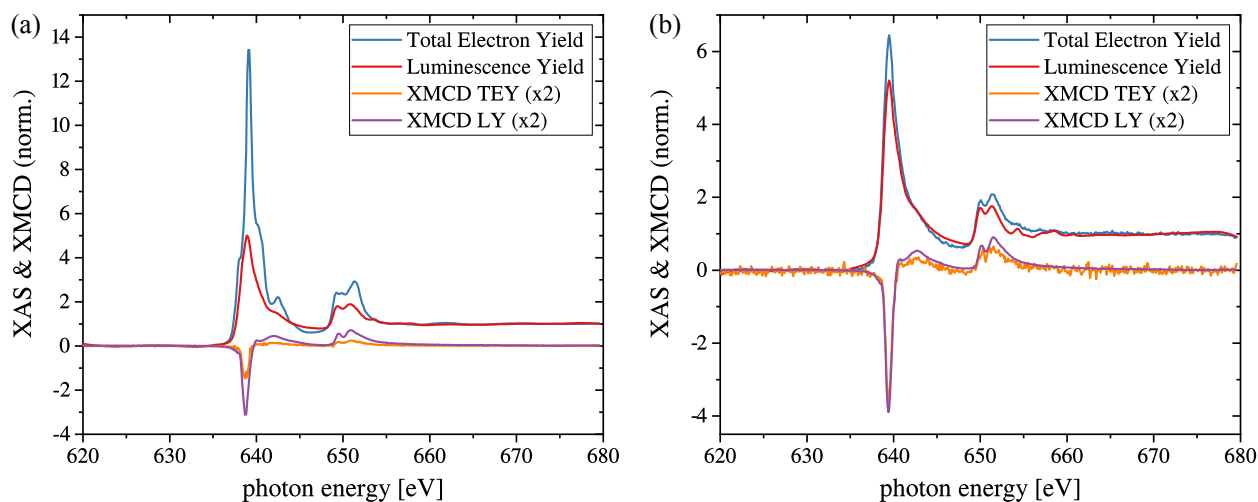 (a)
XAS & XMCD (norm.)
14
12
10
8
6
4
2
0
-2
-4
Total Electron Yield
Luminescence Yield
XMCD TEY (x2)
XMCD LY (x2)
620 630 640 650 660 670 680
photon energy [eV]
(b)
XAS & XMCD (norm.)
6
4
2
0
-2
-4
Total Electron Yield
Luminescence Yield
XMCD TEY (x2)
XMCD LY (x2)
620 630 640 650 660 670 680
photon energy [eV]